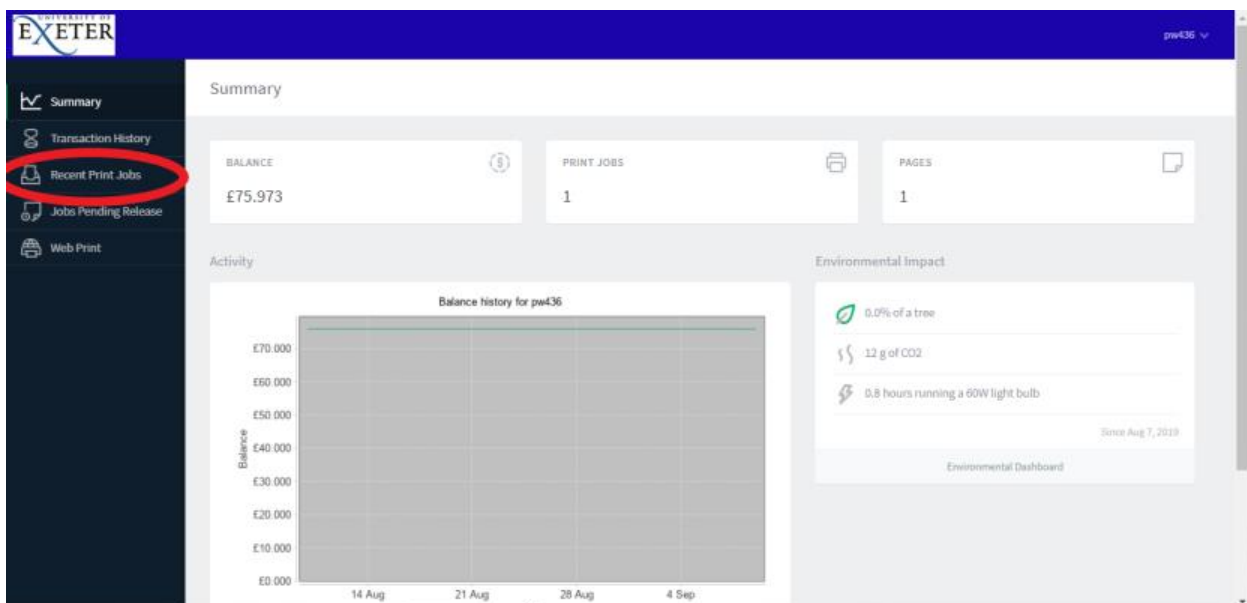 UNIVERSITY OF
EXETER
pw436
Summary
Transaction History
Recent Print Jobs
Jobs Pending Release
Web Print
Summary
BALANCE
£75.973
PRINT JOBS
1
PAGES
1
Activity
Balance history for pw436
£70.000
£60.000
£50.000
£40.000
£30.000
£20.000
£10.000
£0.000
Balance
14 Aug 21 Aug 28 Aug 4 Sep
Environmental Impact
0.0% of a tree
12 g of CO2
0.8 hours running a 60W light bulb
Since Aug 7, 2019
Environmental Dashboard